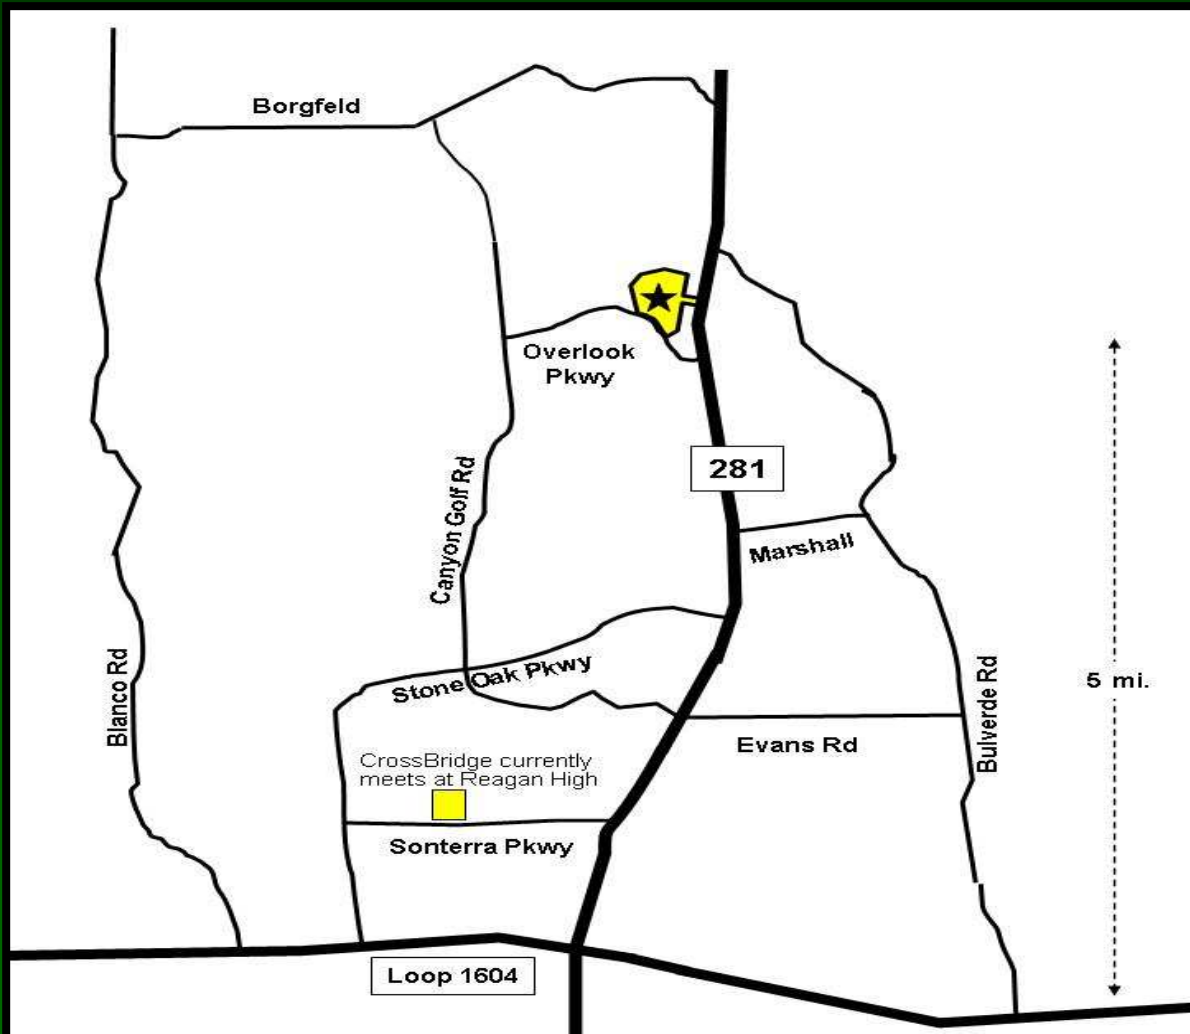 Borgfeld
Overlook
Pkwy
281
Canyon Golf Rd
Marshall
Blanco Rd
Stone Oak Pkwy
Bulverde Rd
5 mi.
Evans Rd
CrossBridge currently
meets at Reagan High
Sonterra Pkwy
Loop 1604